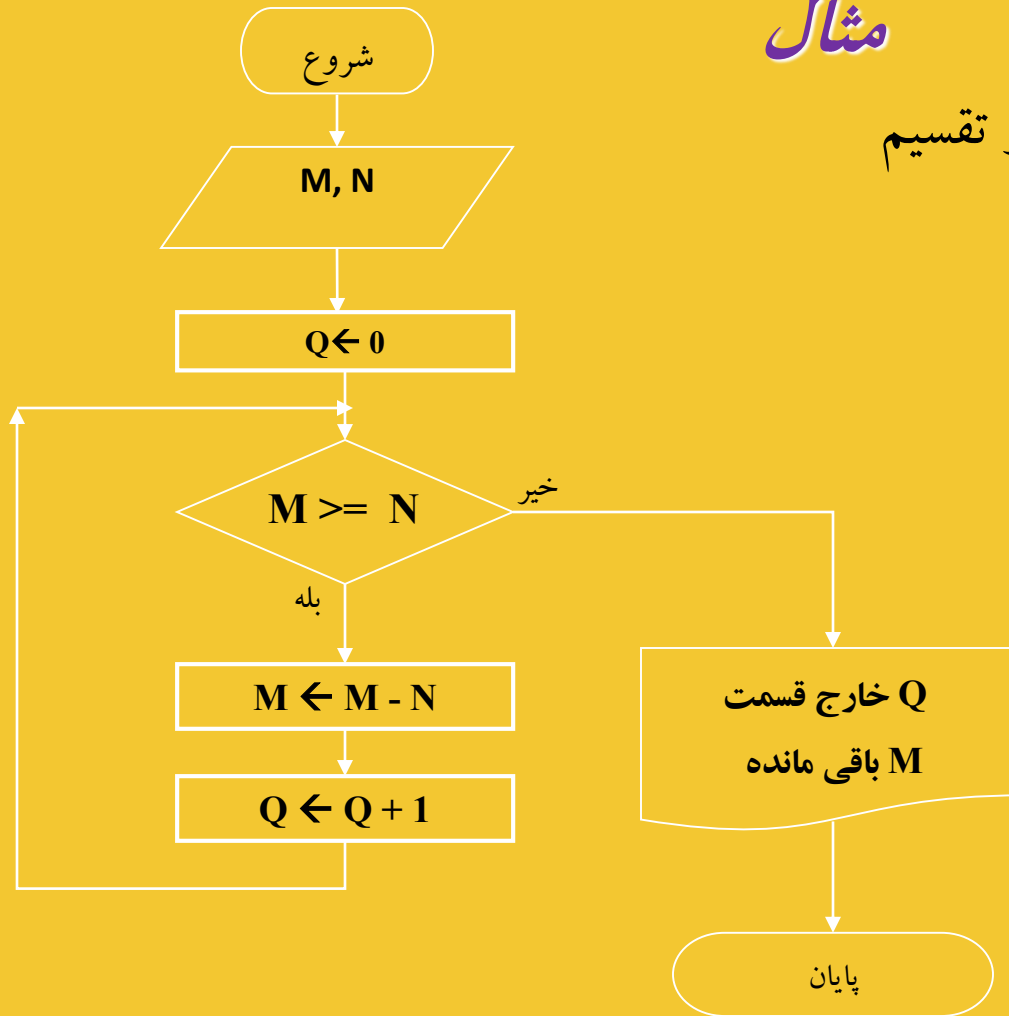 مثال
تقسیم
شروع
M, N
Q← 0
M >= N
خیر
بله
M ← M - N
Q ← Q + 1
Q خارج قسمت
M باقی مانده
پایان